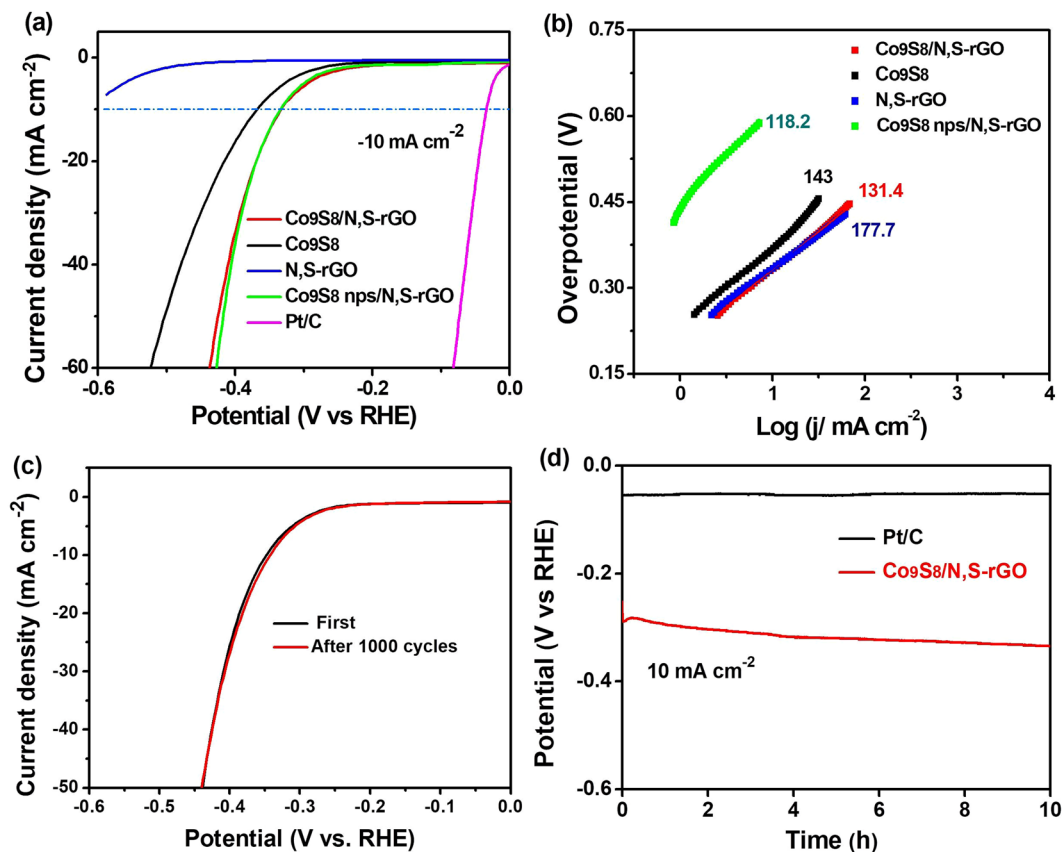 (a)
Current density (mA cm-2)
0
-20
-40
-60
-10 mA cm-2
Co9S8/N,S-rGO
Co9S8
N,S-rGO
Co9S8 nps/N,S-rGO
Pt/C
-0.6
-0.4
-0.2
0.0
Potential (V vs RHE)
(b)
Overpotential (V)
0.75
0.60
0.45
0.30
0.15
Co9S8/N,S-rGO
Co9S8
N,S-rGO
Co9S8 nps/N,S-rGO
118.2
143
131.4
177.7
0
1
2
3
4
Log (j/ mA cm-2)
(c)
Current density (mA cm-2)
0
-10
-20
-30
-40
-50
First
After 1000 cycles
-0.6
-0.5
-0.4
-0.3
-0.2
-0.1
0.0
Potential (V vs. RHE)
(d)
Potential (V vs RHE)
0.0
-0.2
-0.4
-0.6
Pt/C
Co9S8/N,S-rGO
10 mA cm-2
0
2
4
6
8
10
Time (h)